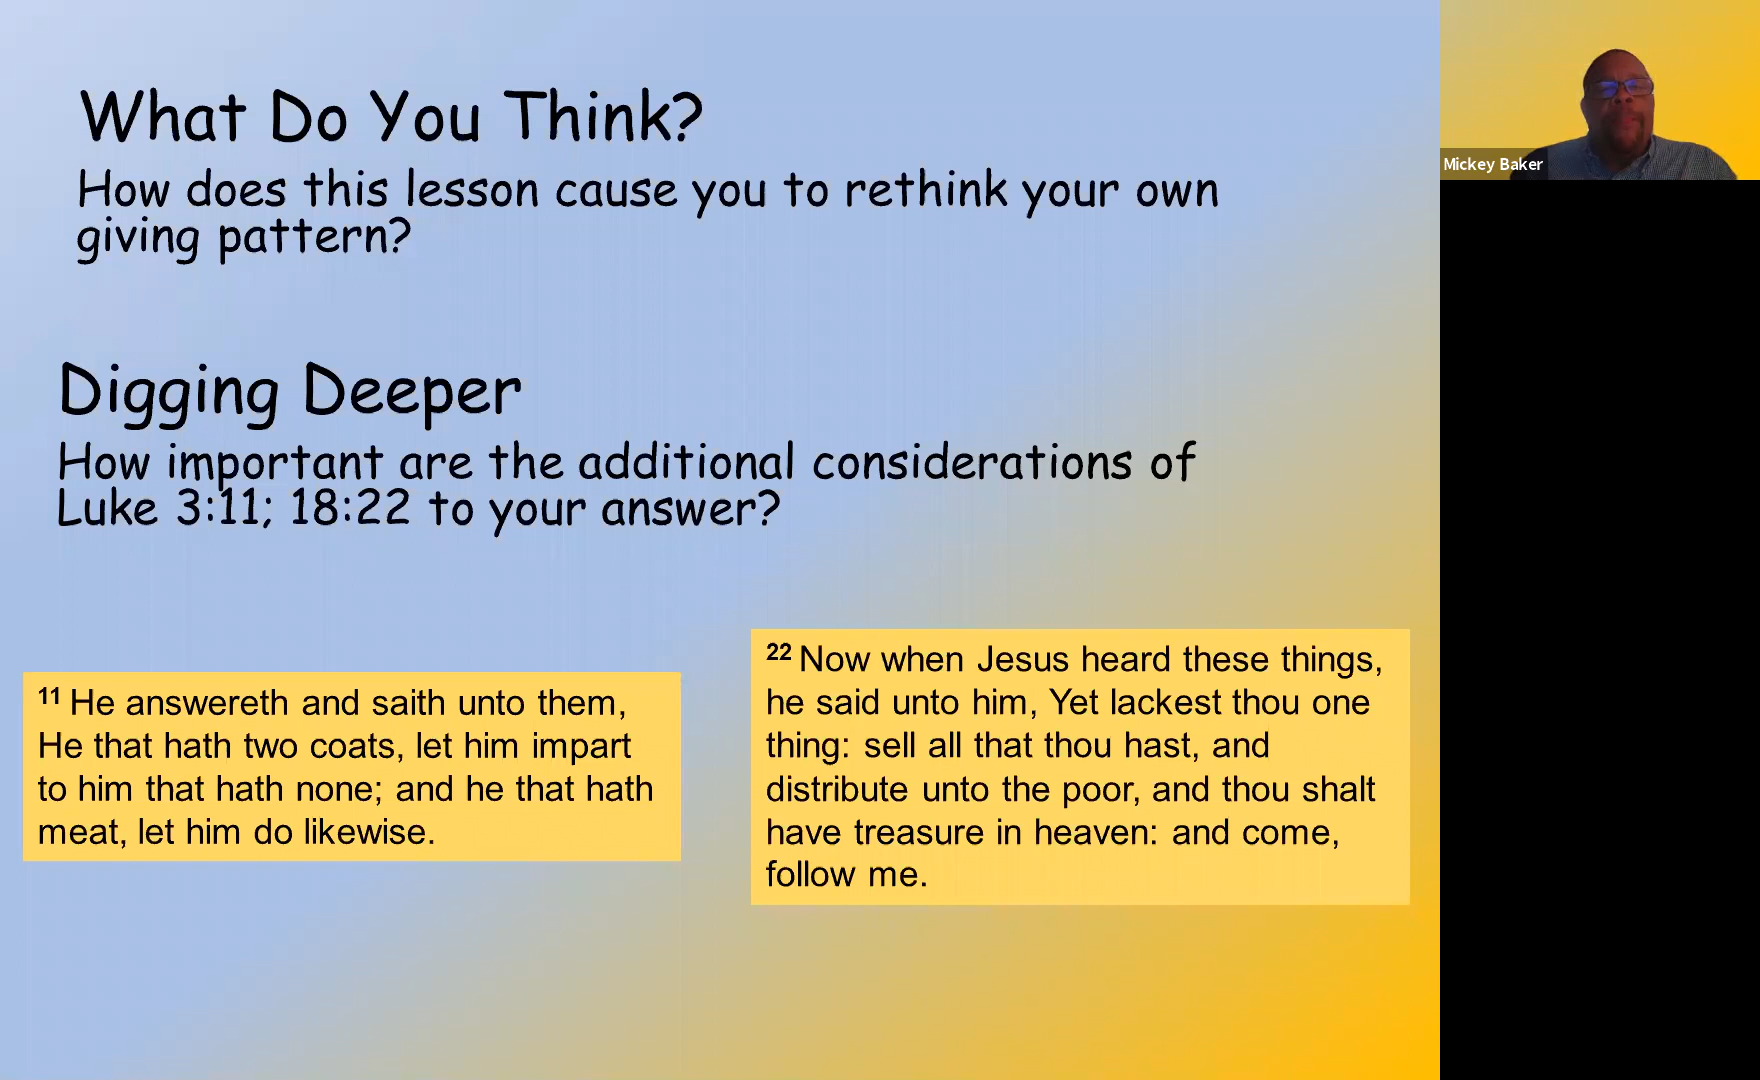 What Do You Think?
How does this lesson cause you to rethink your own
giving pattern?
Digging Deeper
How important are the additional considerations of
Luke 3:11; 18:22 to your answer?
11 He answereth and saith unto them,
He that hath two coats, let him impart
to him that hath none; and he that hath
meat, let him do likewise.
22 Now when Jesus heard these things,
he said unto him, Yet lackest thou one
thing: sell all that thou hast, and
distribute unto the poor, and thou shalt
have treasure in heaven: and come,
follow me.
Mickey Baker